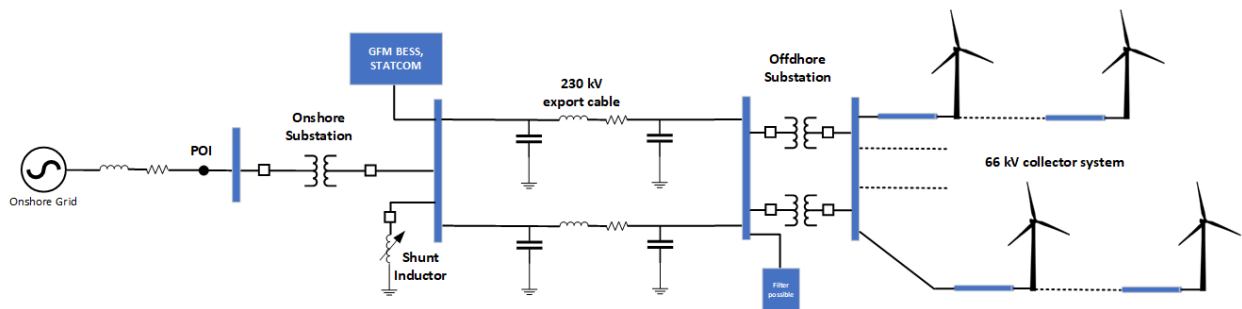 GFM BESS,
STATCOM
230 kV
export cable
Offdhore
Substation
Onshore
Substation
POI
66 kV collector system
Onshore Grid
Shunt
Inductor
Filter
possible